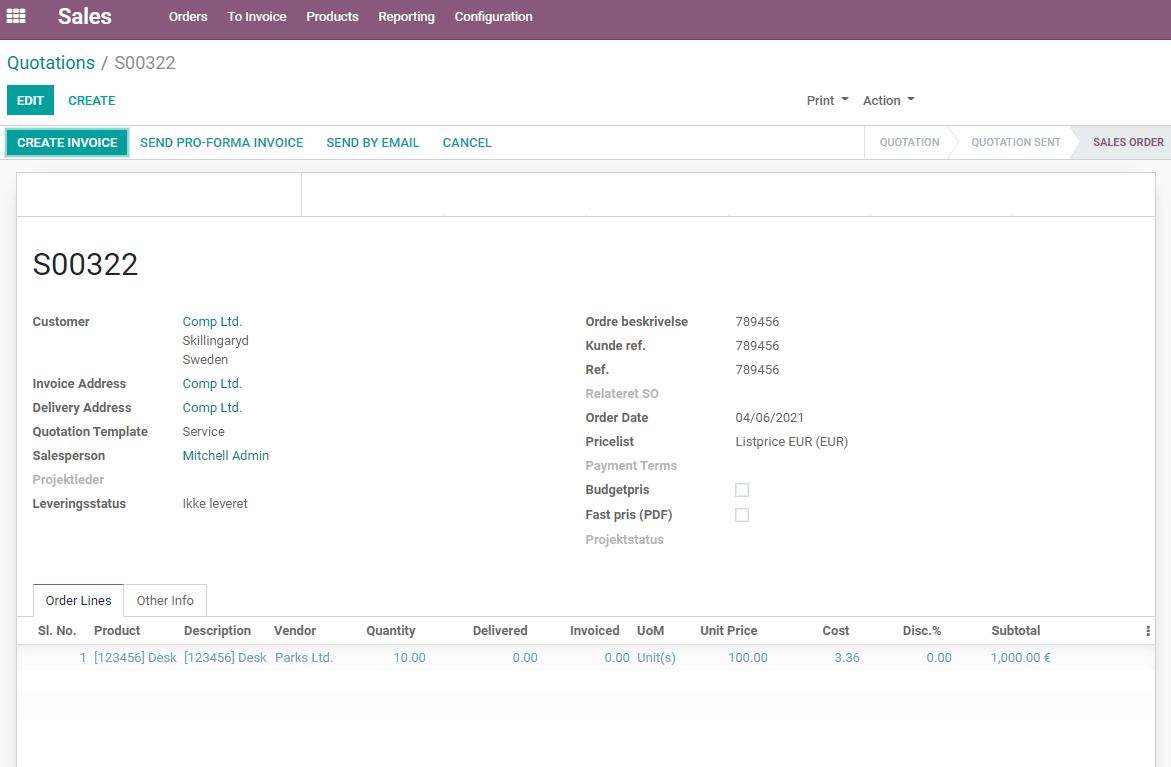 Sales Orders To Invoice Products Reporting Configuration
Quotations / S00322
EDIT CREATE Print Action
CREATE INVOICE SEND PRO-FORMA INVOICE SEND BY EMAIL CANCEL QUOTATION QUOTATION SENT SALES ORDER
S00322
Customer Comp Ltd.
Skillingaryd
Sweden
Invoice Address Comp Ltd.
Delivery Address Comp Ltd.
Quotation Template Service
Salesperson Mitchell Admin
Projektleder
Leveringsstatus Ikke leveret
Ordre beskrivelse 789456
Kunde ref. 789456
Ref. 789456
Relateret SO
Order Date 04/06/2021
Pricelist Listprice EUR (EUR)
Payment Terms
Budgetpris
Fast pris (PDF)
Projektstatus
Order Lines Other Info
Sl. No. Product Description Vendor Quantity Delivered Invoiced UoM Unit Price Cost Disc.% Subtotal
1 [123456] Desk [123456] Desk Parks Ltd. 10.00 0.00 0.00 Unit(s) 100.00 3.36 0.00 1,000.00 €